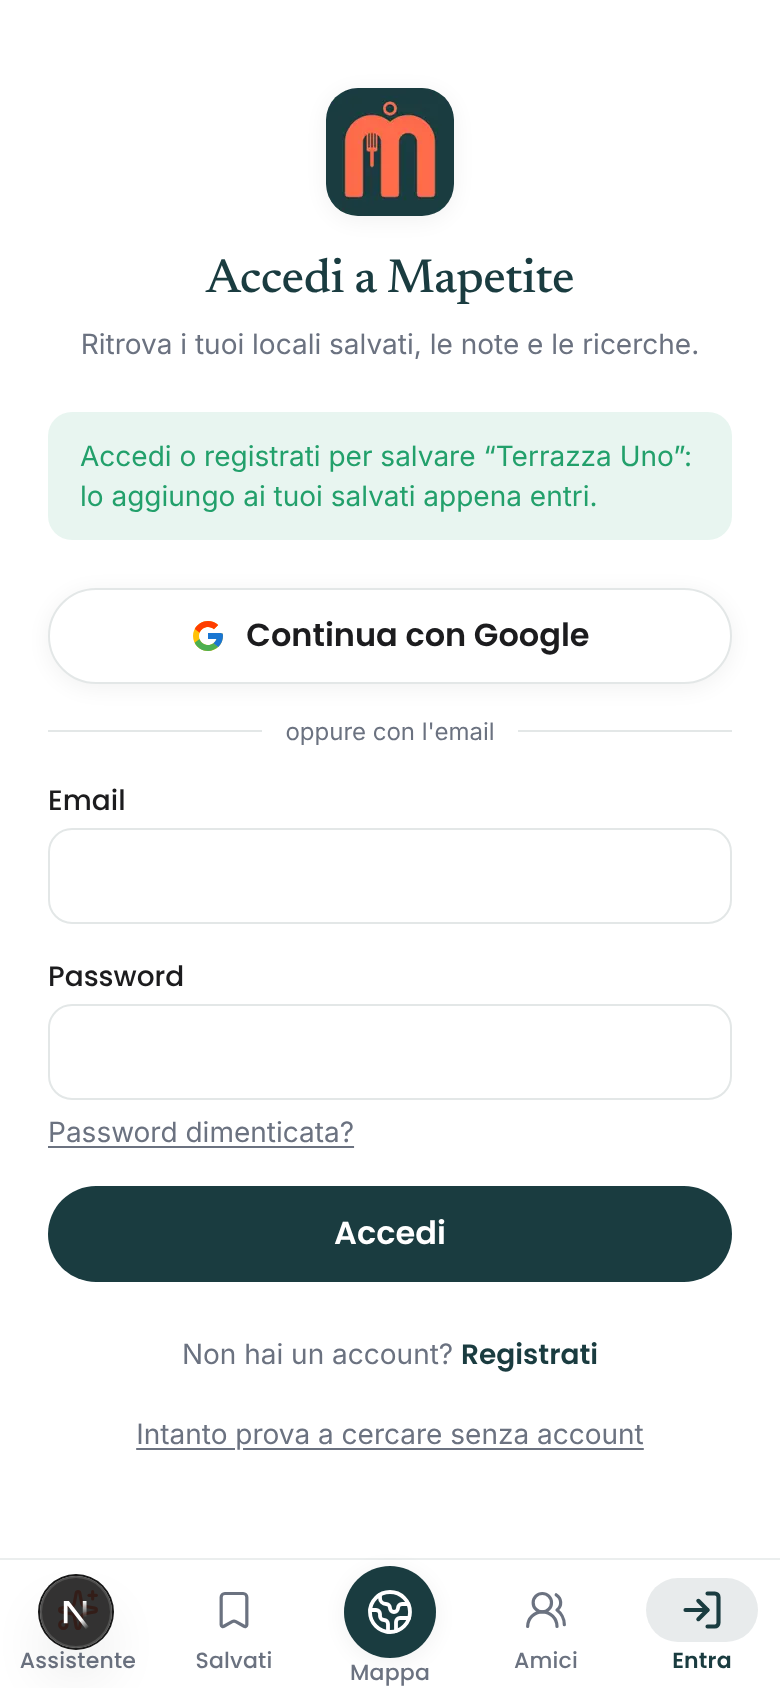 Accedi a Mapetite
Ritrova i tuoi locali salvati, le note e le ricerche.
Accedi o registrati per salvare “Terrazza Uno”:
lo aggiungo ai tuoi salvati appena entri.
Continua con Google
oppure con l'email
Email
Password
Password dimenticata?
Accedi
Non hai un account? Registrati
Intanto prova a cercare senza account
N
Assistente
Salvati
Mappa
Amici
Entra